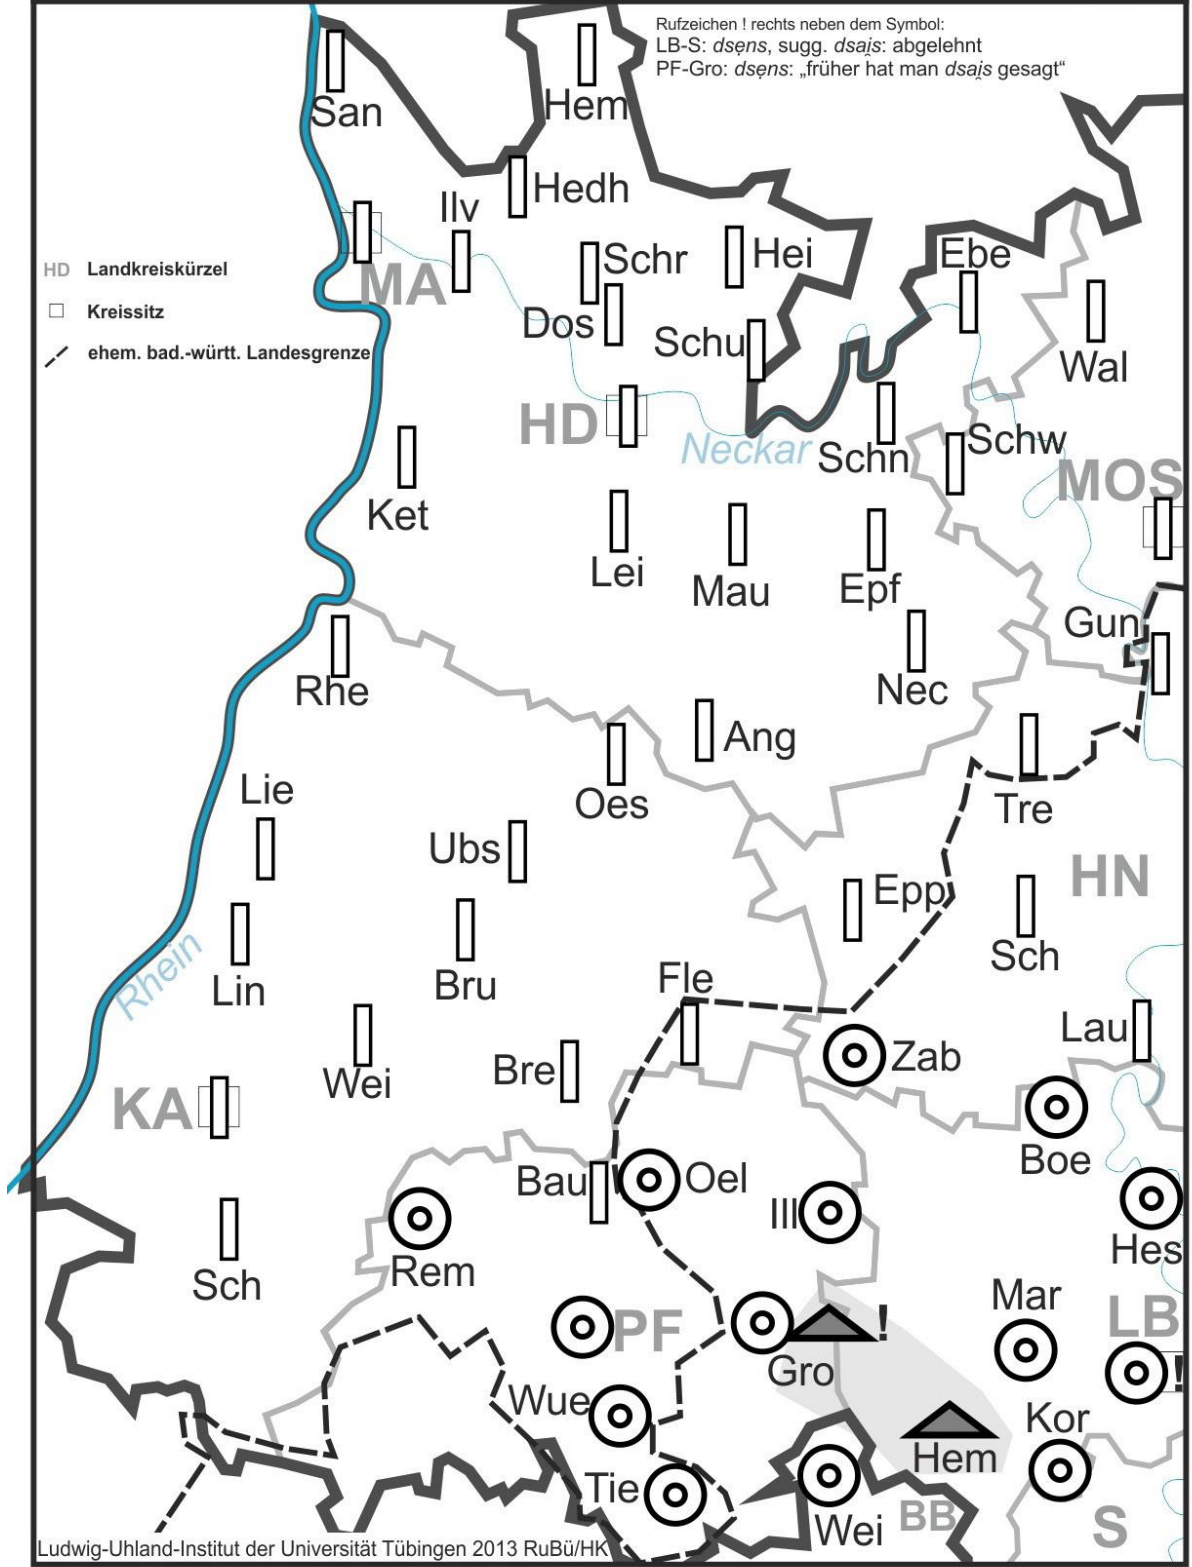 Rufzeichen ! rechts neben dem Symbol:
LB-S: dsęns, sugg. dsai̯s: abgelehnt
PF-Gro: dsęns: „früher hat man dsai̯s gesagt“
San
Hem
Hedh
Ilv
Schr
Hei
Ebe
HD Landkreiskürzel
MA
Kreissitz
Dos
Schu
ehem. bad.-württ. Landesgrenze
Wal
HD
Neckar
Schn
Schw
MOS
Ket
Lei
Mau
Epf
Gun
Rhe
Nec
Ang
Lie
Oes
Tre
Ubs
Epp
HN
Rhein
Lin
Bru
Fle
Sch
Lau
Zab
Wei
Bre
KA
Boe
Bau
Oel
Ill
Rem
Hes
Sch
Mar
PF
!
LB
Gro
!
Wue
Kor
Hem
Tie
Wei
BB
S
Ludwig-Uhland-Institut der Universität Tübingen 2013 RuBü/HK